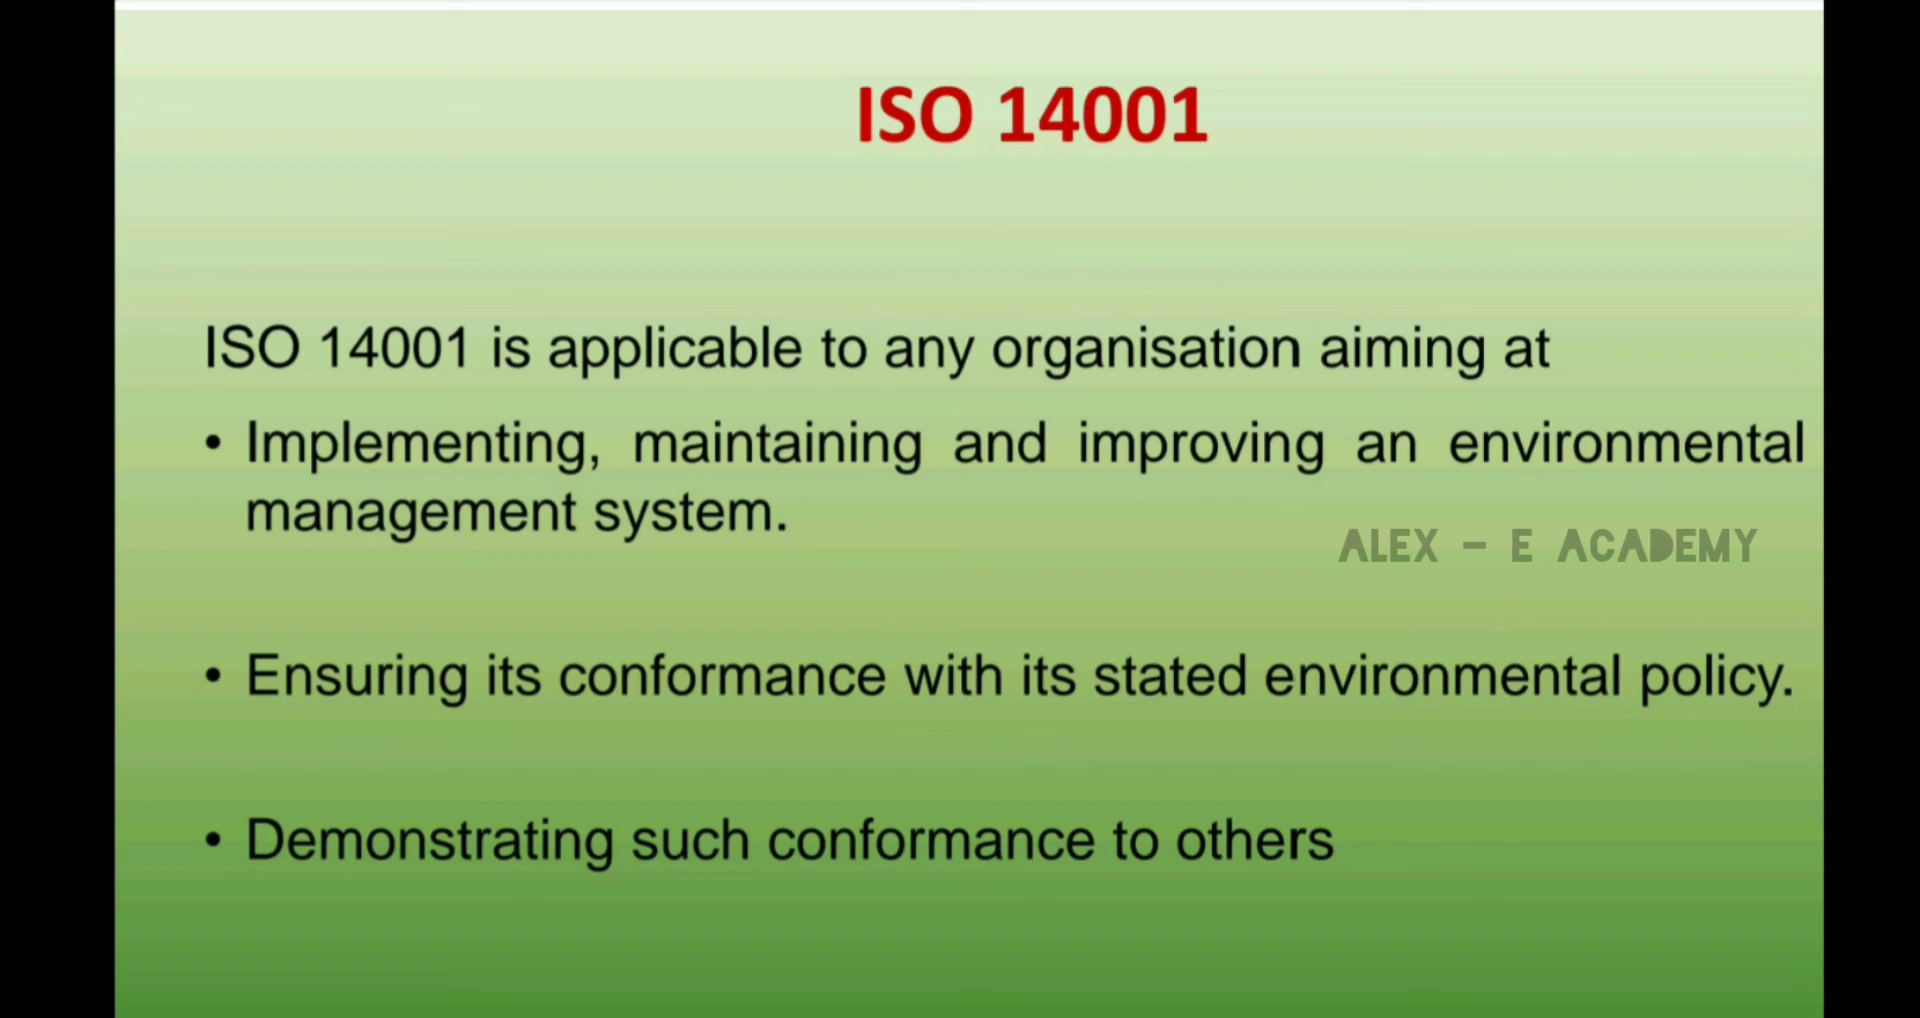 ISO 14001
ISO 14001 is applicable to any organisation aiming at
• Implementing, maintaining and improving an environmental
management system.
ALEX - E ACADEMY
• Ensuring its conformance with its stated environmental policy.
• Demonstrating such conformance to others